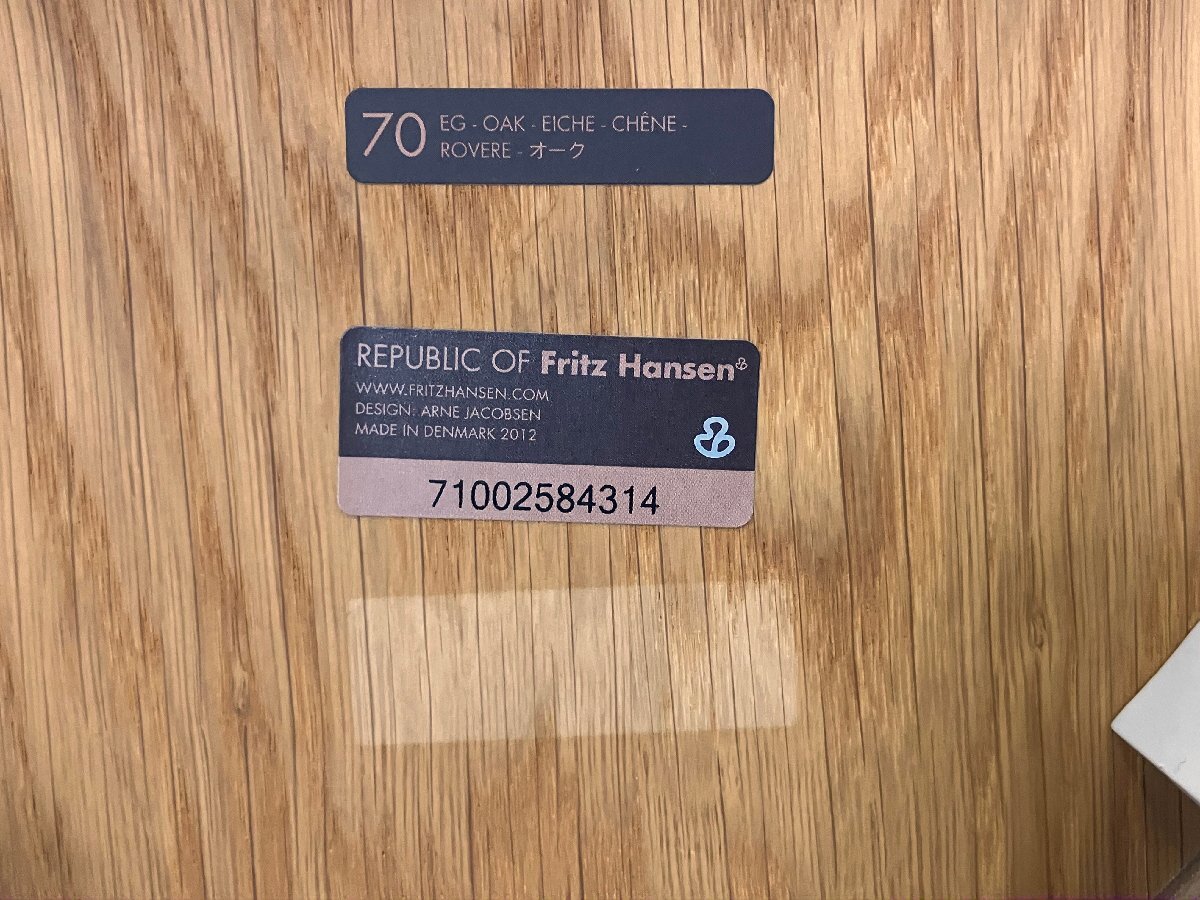 70 EG - OAK - EICHE - CHÊNE -
ROVERE - オーク
REPUBLIC OF Fritz Hansen
WWW.FRITZHANSEN.COM
DESIGN: ARNE JACOBSEN
MADE IN DENMARK 2012
71002584314